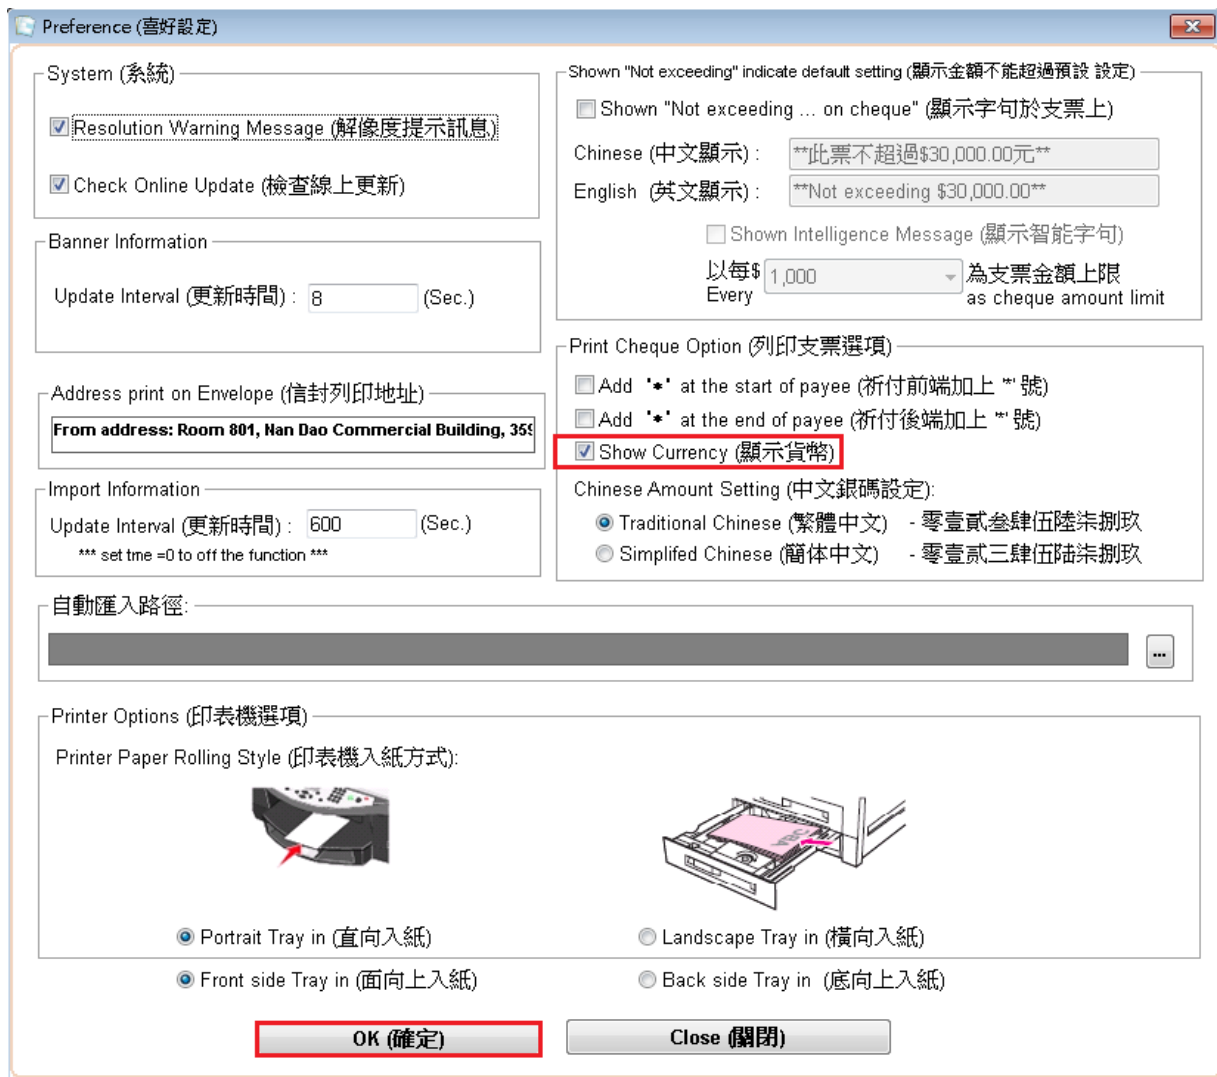 Preference (喜好設定)
System (系統)
Resolution Warning Message (解像度提示訊息)
Check Online Update (檢查線上更新)
Banner Information
Update Interval (更新時間) : 8 (Sec.)
Address print on Envelope (信封列印地址)
From address: Room 801, Nan Dao Commercial Building, 359
Import Information
Update Interval (更新時間) : 600 (Sec.)
*** set tme =0 to off the function ***
Shown "Not exceeding" indicate default setting (顯示金額不能超過預設 設定)
Shown "Not exceeding ... on cheque" (顯示字句於支票上)
Chinese (中文顯示) : **此票不超過$30,000.00元**
English (英文顯示) : **Not exceeding $30,000.00**
Shown Intelligence Message (顯示智能字句)
以每$ 1,000 為支票金額上限
Every as cheque amount limit
Print Cheque Option (列印支票選項)
Add '*' at the start of payee (祈付前端加上 '*' 號)
Add '*' at the end of payee (祈付後端加上 '*' 號)
Show Currency (顯示貨幣)
Chinese Amount Setting (中文銀碼設定):
Traditional Chinese (繁體中文) - 零壹貳叁肆伍陸柒捌玖
Simplifed Chinese (簡体中文) - 零壹贰三肆伍陆柒捌玖
自動匯入路徑:
...
Printer Options (印表機選項)
Printer Paper Rolling Style (印表機入紙方式):
ABC
Portrait Tray in (直向入紙)
Landscape Tray in (橫向入紙)
Front side Tray in (面向上入紙)
Back side Tray in (底向上入紙)
OK (確定)
Close (關閉)